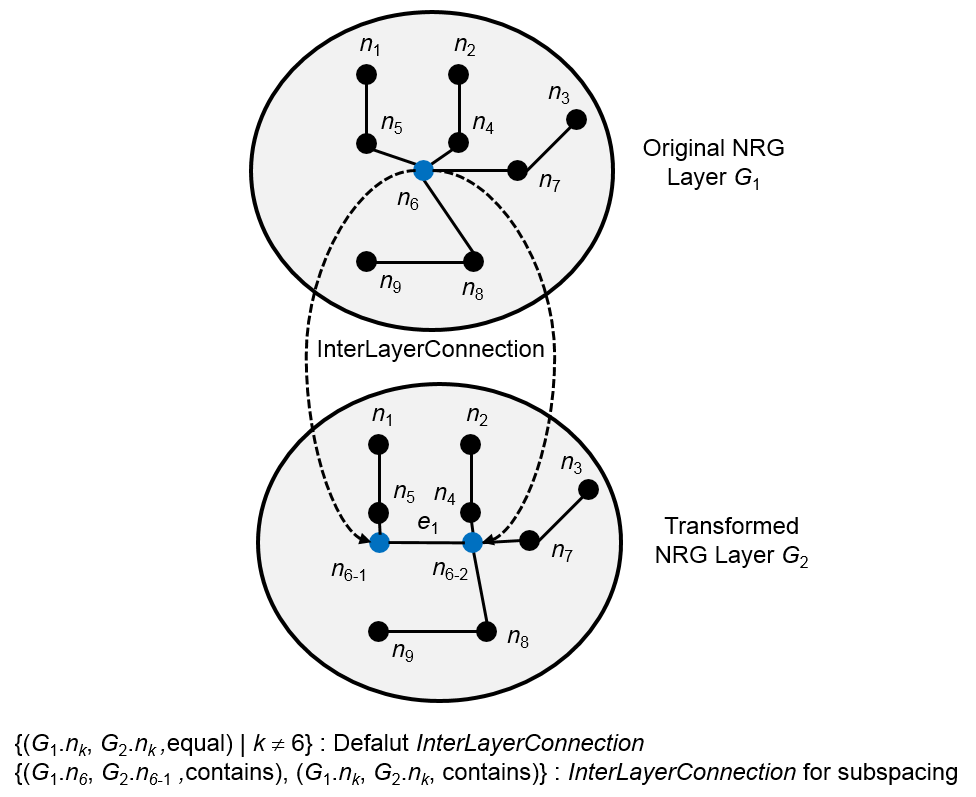 n1
n2
n3
n5
n4
n7
n6
n9
n8
Original NRG
Layer G1
InterLayerConnection
n1
n2
n3
n5
n4
e1
n7
n6-1
n6-2
n8
n9
Transformed
NRG Layer G2
{(G1.nk, G2.nk ,equal) | k ≠ 6} : Defalut InterLayerConnection
{(G1.n6, G2.n6-1 ,contains), (G1.nk, G2.nk, contains)} : InterLayerConnection for subspacing